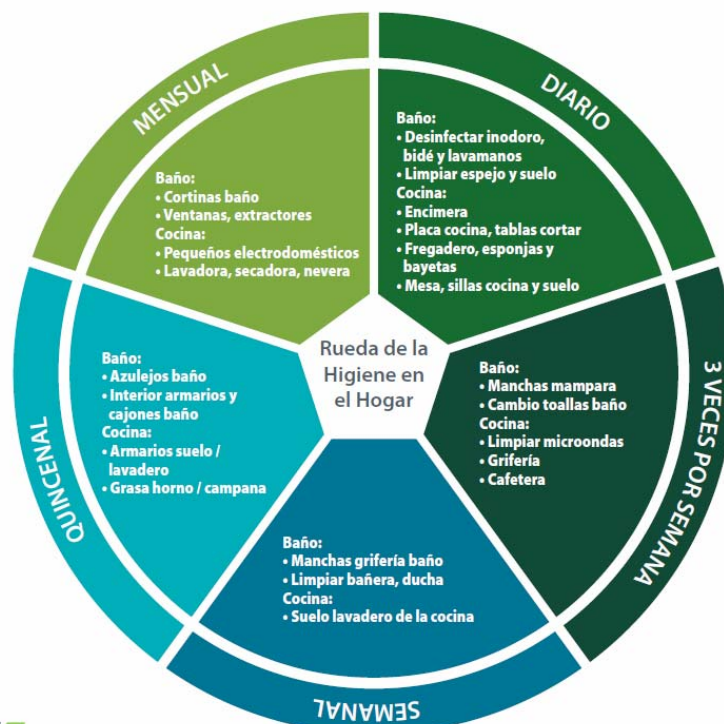 Rueda de la
Higiene en
el Hogar
DIARIO
Baño:
• Desinfectar inodoro,
bidé y lavamanos
• Limpiar espejo y suelo
Cocina:
• Encimera
• Placa cocina, tablas cortar
• Fregadero, esponjas y
bayetas
• Mesa, sillas cocina y suelo
3 VECES POR SEMANA
Baño:
• Manchas mampara
• Cambio toallas baño
Cocina:
• Limpiar microondas
• Grifería
• Cafetera
SEMANAL
Baño:
• Manchas grifería baño
• Limpiar bañera, ducha
Cocina:
• Suelo lavadero de la cocina
QUINCENAL
Baño:
• Azulejos baño
• Interior armarios y
cajones baño
Cocina:
• Armarios suelo /
lavadero
• Grasa horno / campana
MENSUAL
Baño:
• Cortinas baño
• Ventanas, extractores
Cocina:
• Pequeños electrodomésticos
• Lavadora, secadora, nevera